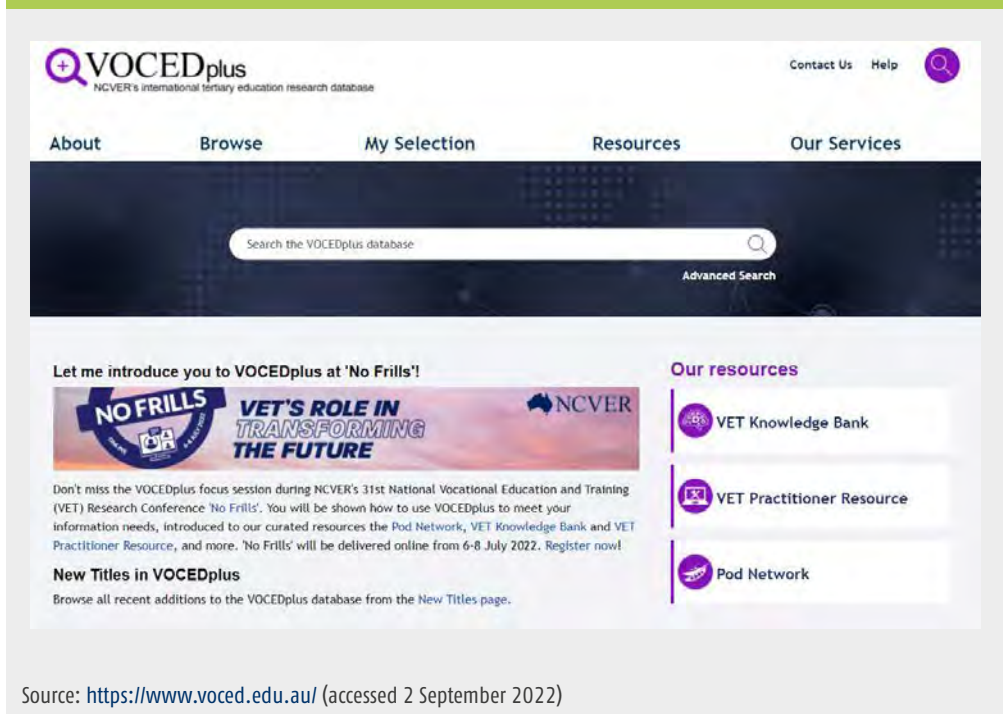 VOCEDplus
NCVER's international tertiary education research database
Contact Us Help
About Browse My Selection Resources Our Services
Search the VOCEDplus database
Advanced Search
Let me introduce you to VOCEDplus at 'No Frills'!
NO FRILLS
VET'S ROLE IN
TRANSFORMING
THE FUTURE
NCVER
Don't miss the VOCEDplus focus session during NCVER's 31st National Vocational Education and Training
(VET) Research Conference 'No Frills'. You will be shown how to use VOCEDplus to meet your
information needs, introduced to our curated resources the Pod Network, VET Knowledge Bank and VET
Practitioner Resource, and more. 'No Frills' will be delivered online from 6-8 July 2022. Register now!
New Titles in VOCEDplus
Browse all recent additions to the VOCEDplus database from the New Titles page.
Our resources
VET Knowledge Bank
VET Practitioner Resource
Pod Network
Source: https://www.voced.edu.au/ (accessed 2 September 2022)